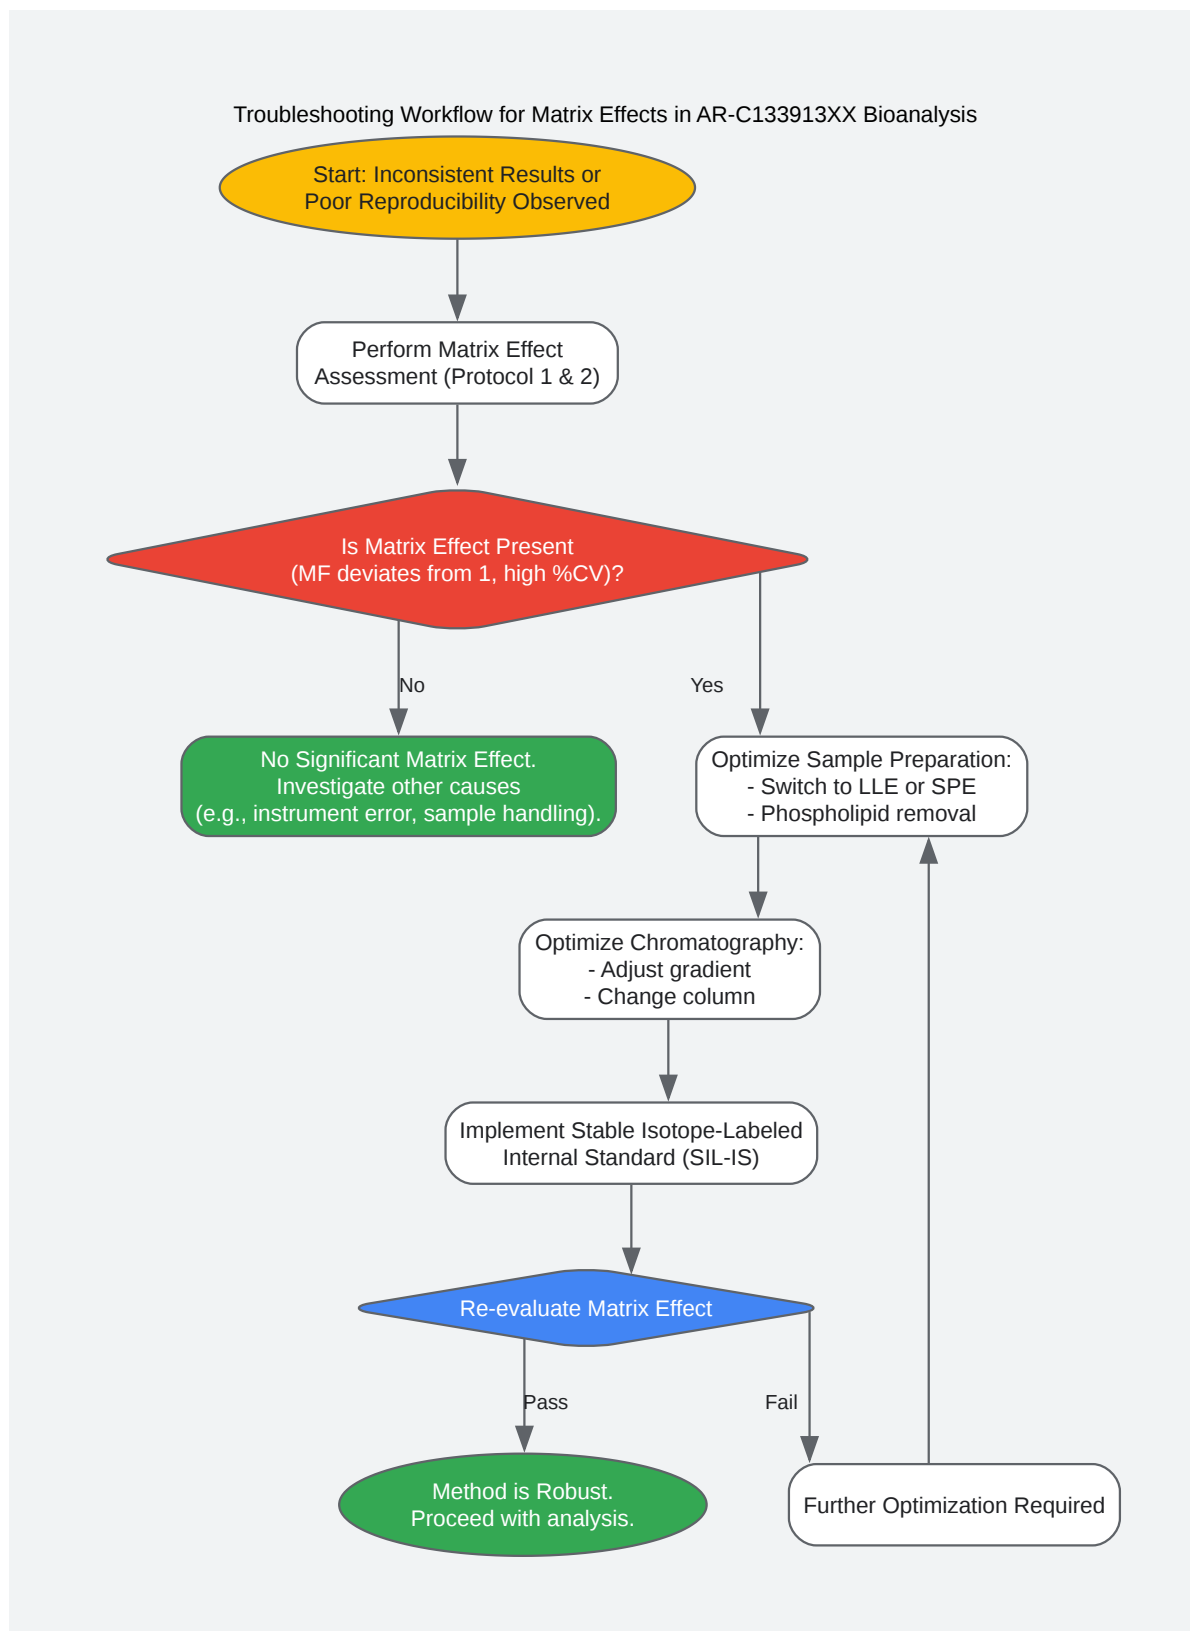 Troubleshooting Workflow for Matrix Effects in AR-C133913XX Bioanalysis
Start: Inconsistent Results or
Poor Reproducibility Observed
Perform Matrix Effect
Assessment (Protocol 1 & 2)
Is Matrix Effect Present
(MF deviates from 1, high %CV)?
No
Yes
No Significant Matrix Effect.
Investigate other causes
(e.g., instrument error, sample handling).
Optimize Sample Preparation:
- Switch to LLE or SPE
- Phospholipid removal
Optimize Chromatography:
- Adjust gradient
- Change column
Implement Stable Isotope-Labeled
Internal Standard (SIL-IS)
Re-evaluate Matrix Effect
Pass
Fail
Method is Robust.
Proceed with analysis.
Further Optimization Required